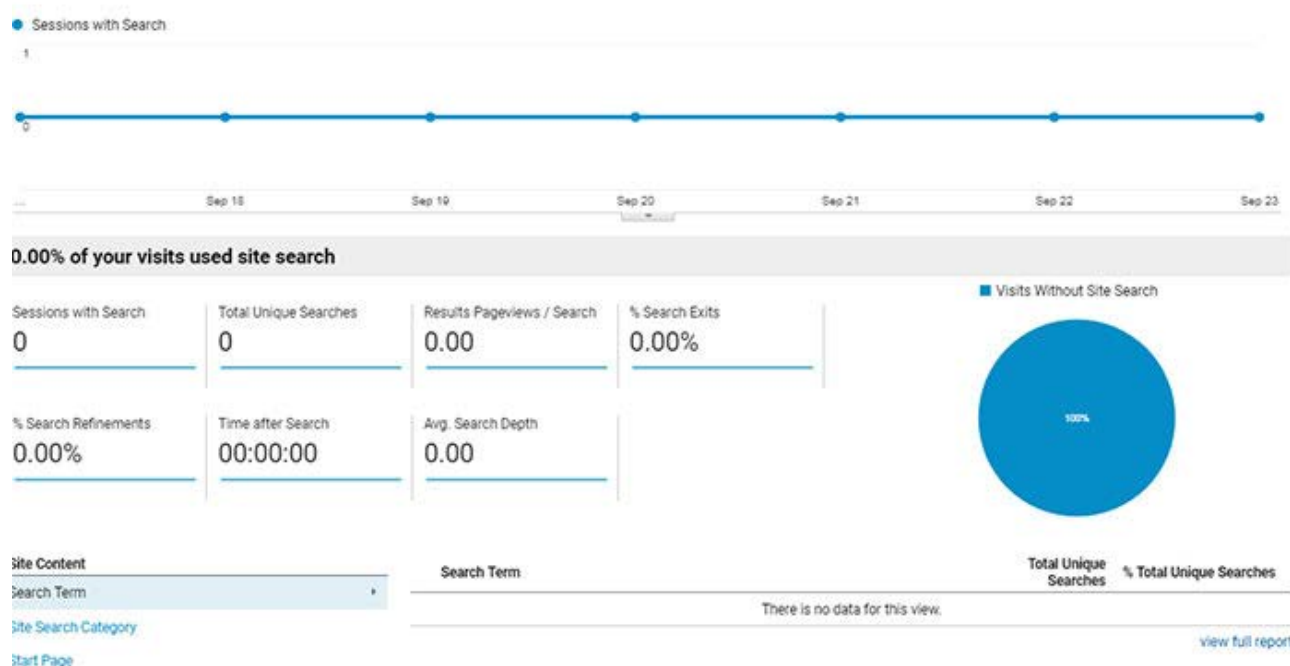 Sessions with Search
1
0
... Sep 18 Sep 19 Sep 20 Sep 21 Sep 22 Sep 23
0.00% of your visits used site search
Visits Without Site Search
Sessions with Search Total Unique Searches Results Pageviews / Search % Search Exits
0 0 0.00 0.00%
100%
% Search Refinements Time after Search Avg. Search Depth
0.00% 00:00:00 0.00
Site Content
Search Term Total Unique Searches % Total Unique Searches
Search Term
There is no data for this view.
Site Search Category
view full report
Start Page